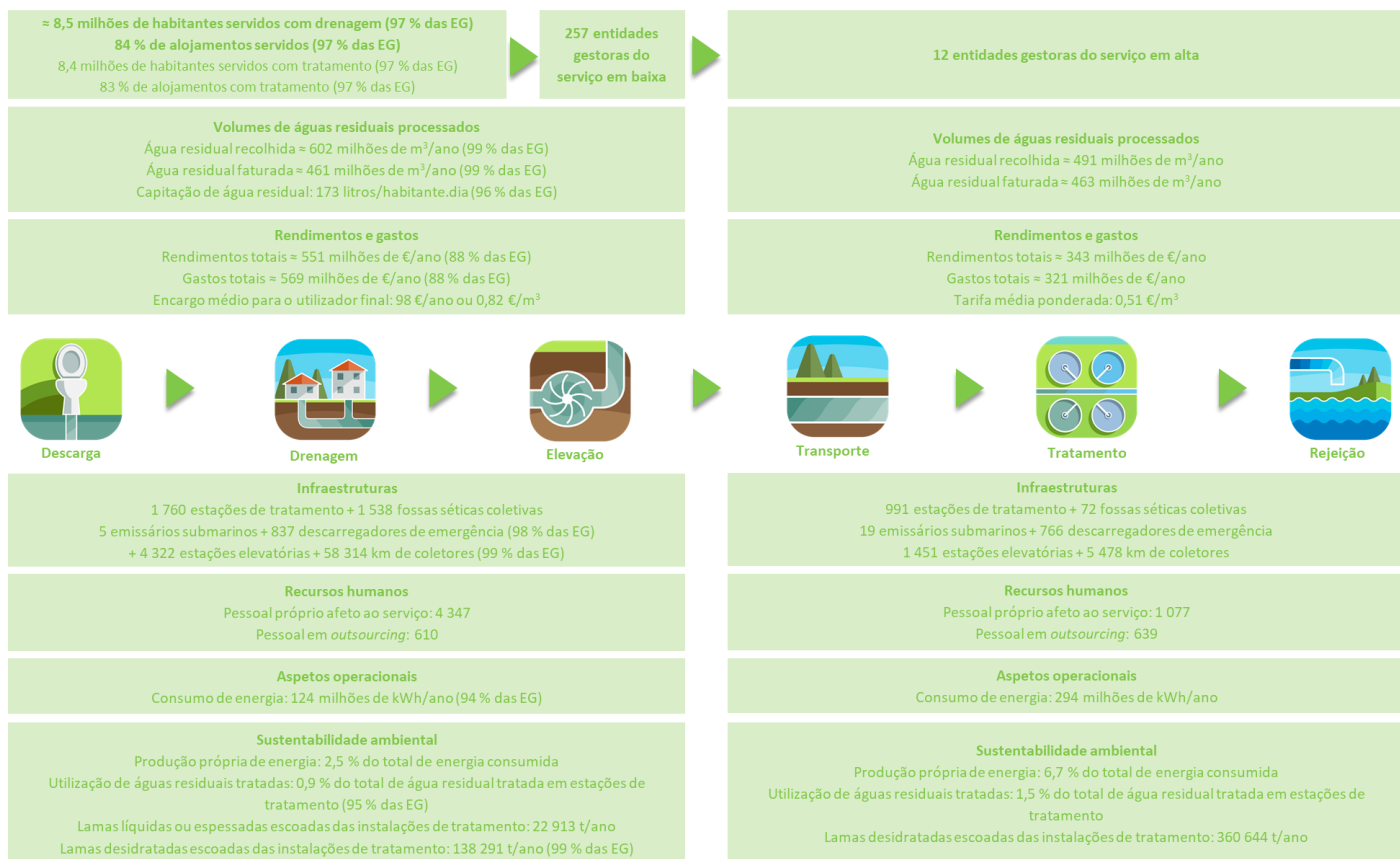 ≈ 8,5 milhões de habitantes servidos com drenagem (97 % das EG)
84 % de alojamentos servidos (97 % das EG)
8,4 milhões de habitantes servidos com tratamento (97 % das EG)
83 % de alojamentos com tratamento (97 % das EG)
257 entidades
gestoras do
serviço em baixa
12 entidades gestoras do serviço em alta
Volumes de águas residuais processados
Água residual recolhida ≈ 602 milhões de m³/ano (99 % das EG)
Água residual faturada ≈ 461 milhões de m³/ano (99 % das EG)
Capitação de água residual: 173 litros/habitante.dia (96 % das EG)
Volumes de águas residuais processados
Água residual recolhida ≈ 491 milhões de m³/ano
Água residual faturada ≈ 463 milhões de m³/ano
Rendimentos e gastos
Rendimentos totais ≈ 551 milhões de €/ano (88 % das EG)
Gastos totais ≈ 569 milhões de €/ano (88 % das EG)
Encargo médio para o utilizador final: 98 €/ano ou 0,82 €/m³
Rendimentos e gastos
Rendimentos totais ≈ 343 milhões de €/ano
Gastos totais ≈ 321 milhões de €/ano
Tarifa média ponderada: 0,51 €/m³
Descarga
Drenagem
Elevação
Transporte
Tratamento
Rejeição
Infraestruturas
1 760 estações de tratamento + 1 538 fossas séticas coletivas
5 emissários submarinos + 837 descarregadores de emergência (98 % das EG)
+ 4 322 estações elevatórias + 58 314 km de coletores (99 % das EG)
Infraestruturas
991 estações de tratamento + 72 fossas séticas coletivas
19 emissários submarinos + 766 descarregadores de emergência
1 451 estações elevatórias + 5 478 km de coletores
Recursos humanos
Pessoal próprio afeto ao serviço: 4 347
Pessoal em outsourcing: 610
Recursos humanos
Pessoal próprio afeto ao serviço: 1 077
Pessoal em outsourcing: 639
Aspetos operacionais
Consumo de energia: 124 milhões de kWh/ano (94 % das EG)
Aspetos operacionais
Consumo de energia: 294 milhões de kWh/ano
Sustentabilidade ambiental
Produção própria de energia: 2,5 % do total de energia consumida
Utilização de águas residuais tratadas: 0,9 % do total de água residual tratada em estações de
tratamento (95 % das EG)
Lamas líquidas ou espessadas escoadas das instalações de tratamento: 22 913 t/ano
Lamas desidratadas escoadas das instalações de tratamento: 138 291 t/ano (99 % das EG)
Sustentabilidade ambiental
Produção própria de energia: 6,7 % do total de energia consumida
Utilização de águas residuais tratadas: 1,5 % do total de água residual tratada em estações de
tratamento
Lamas desidratadas escoadas das instalações de tratamento: 360 644 t/ano